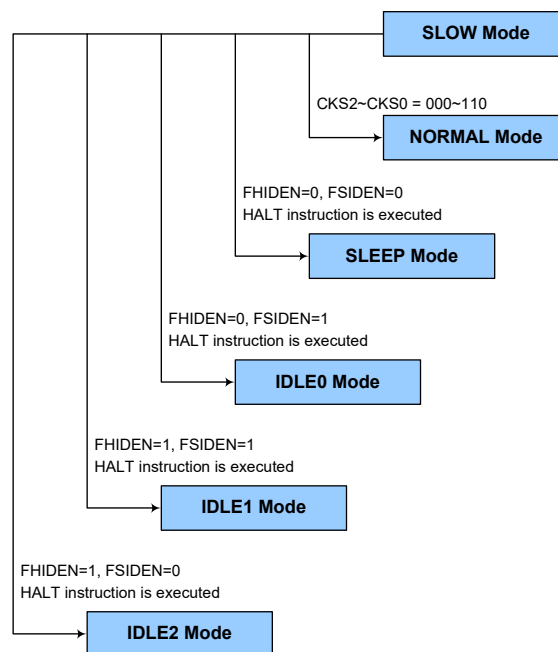 SLOW Mode
CKS2~CKS0 = 000~110
NORMAL Mode
FHIDEN=0, FSIDEN=0
HALT instruction is executed
SLEEP Mode
FHIDEN=0, FSIDEN=1
HALT instruction is executed
IDLE0 Mode
FHIDEN=1, FSIDEN=1
HALT instruction is executed
IDLE1 Mode
FHIDEN=1, FSIDEN=0
HALT instruction is executed
IDLE2 Mode